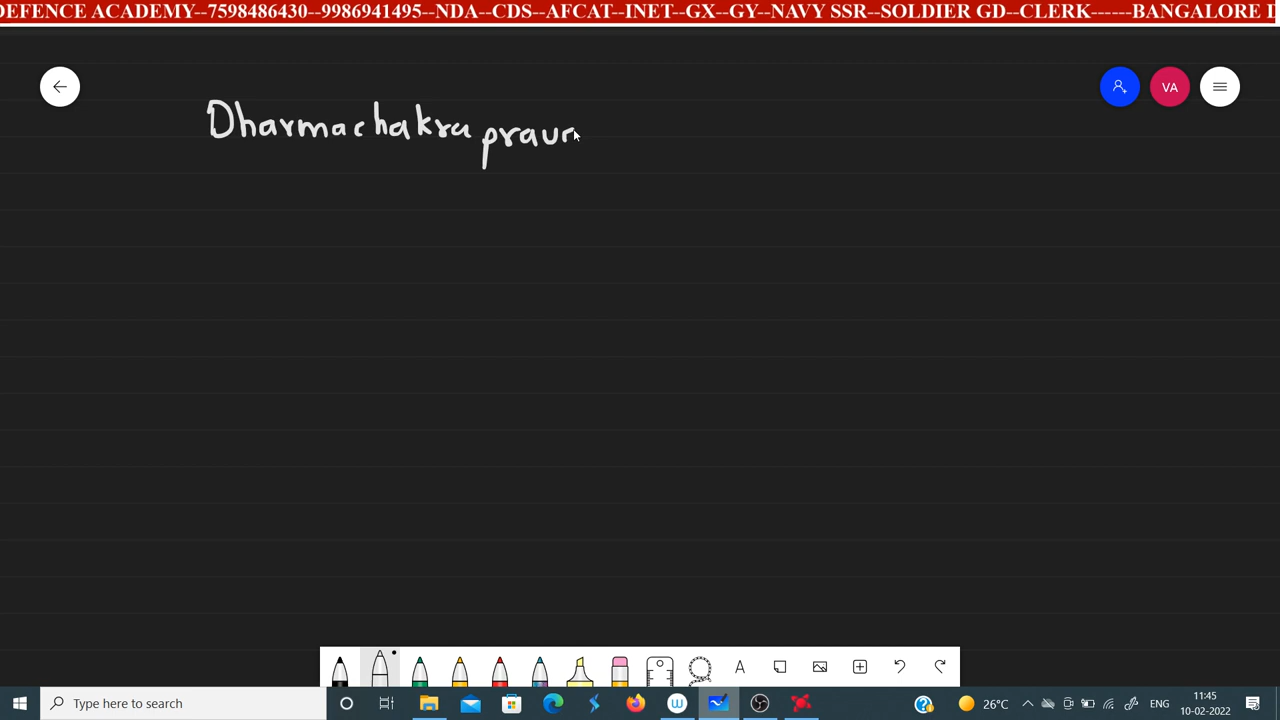 DEFENCE ACADEMY--7598486430--9986941495--NDA--CDS--AFCAT--INET--GX--GY--NAVY SSR--SOLDIER GD--CLERK------BANGALORE
VA
Dharmachakra prava
A
Type here to search
26°C
ENG
11:45
10-02-2022